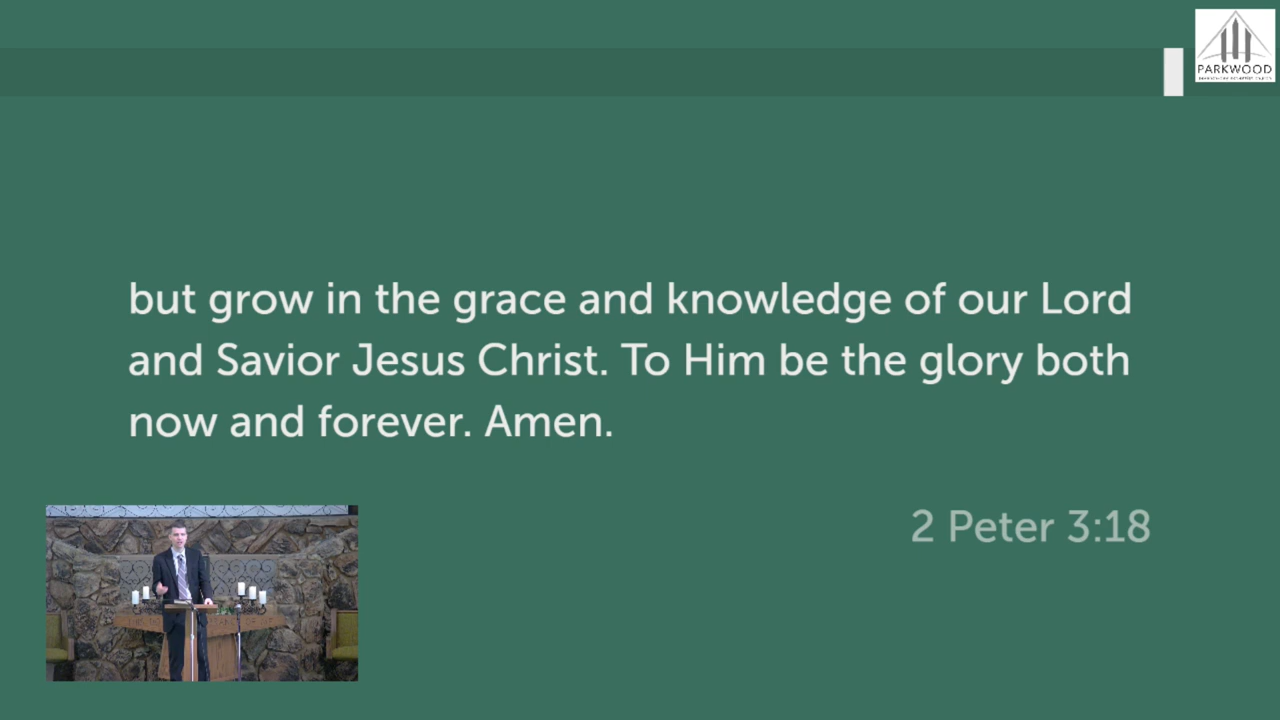 PARKWOOD
but grow in the grace and knowledge of our Lord
and Savior Jesus Christ. To Him be the glory both
now and forever. Amen.
2 Peter 3:18